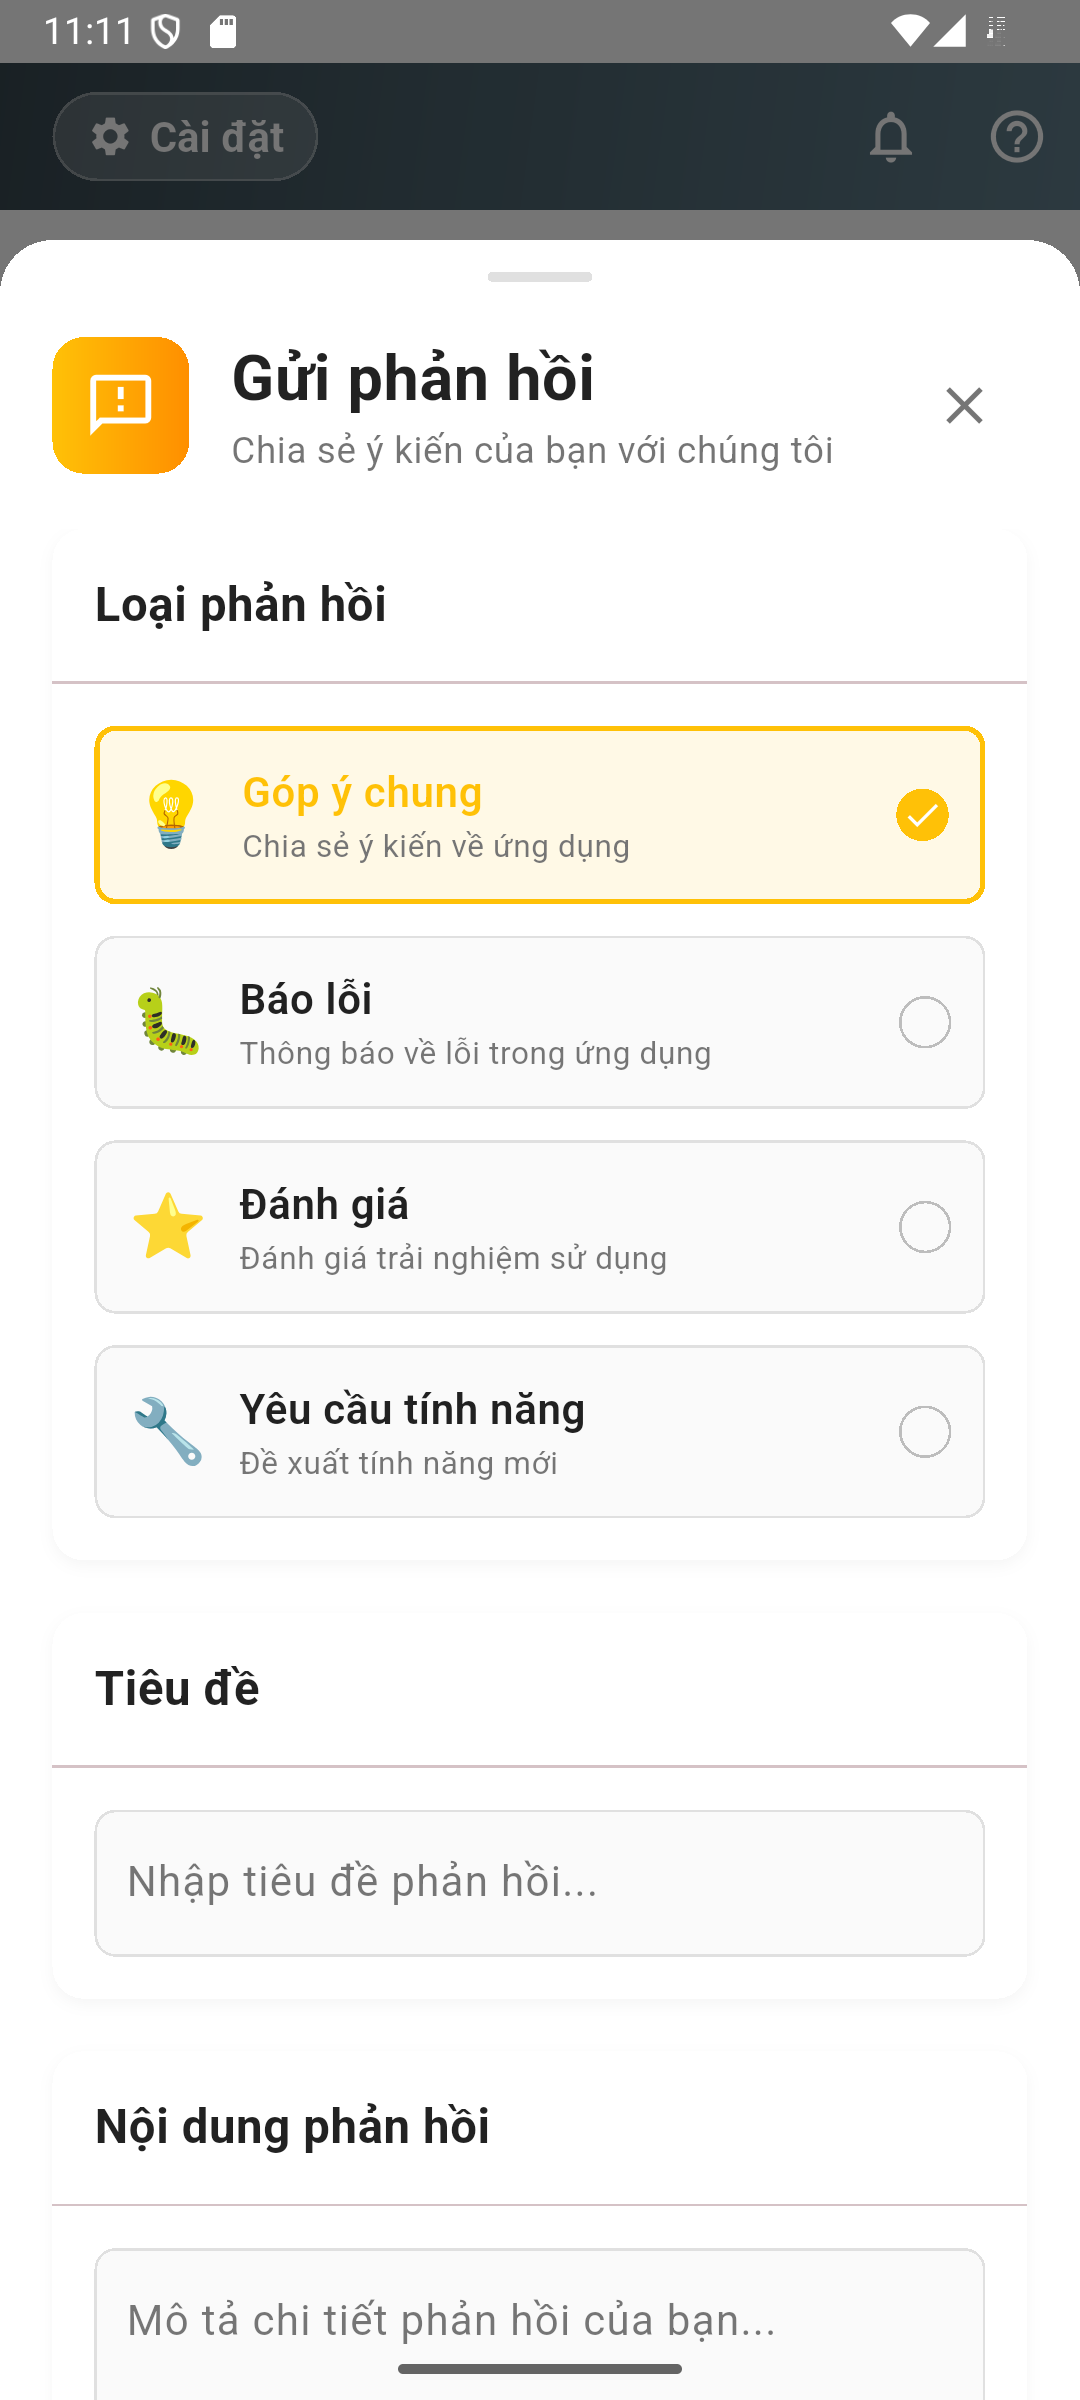 11:11
Cài đặt
Gửi phản hồi
Chia sẻ ý kiến của bạn với chúng tôi
Loại phản hồi
Góp ý chung
Chia sẻ ý kiến về ứng dụng
Báo lỗi
Thông báo về lỗi trong ứng dụng
Đánh giá
Đánh giá trải nghiệm sử dụng
Yêu cầu tính năng
Đề xuất tính năng mới
Tiêu đề
Nhập tiêu đề phản hồi...
Nội dung phản hồi
Mô tả chi tiết phản hồi của bạn...